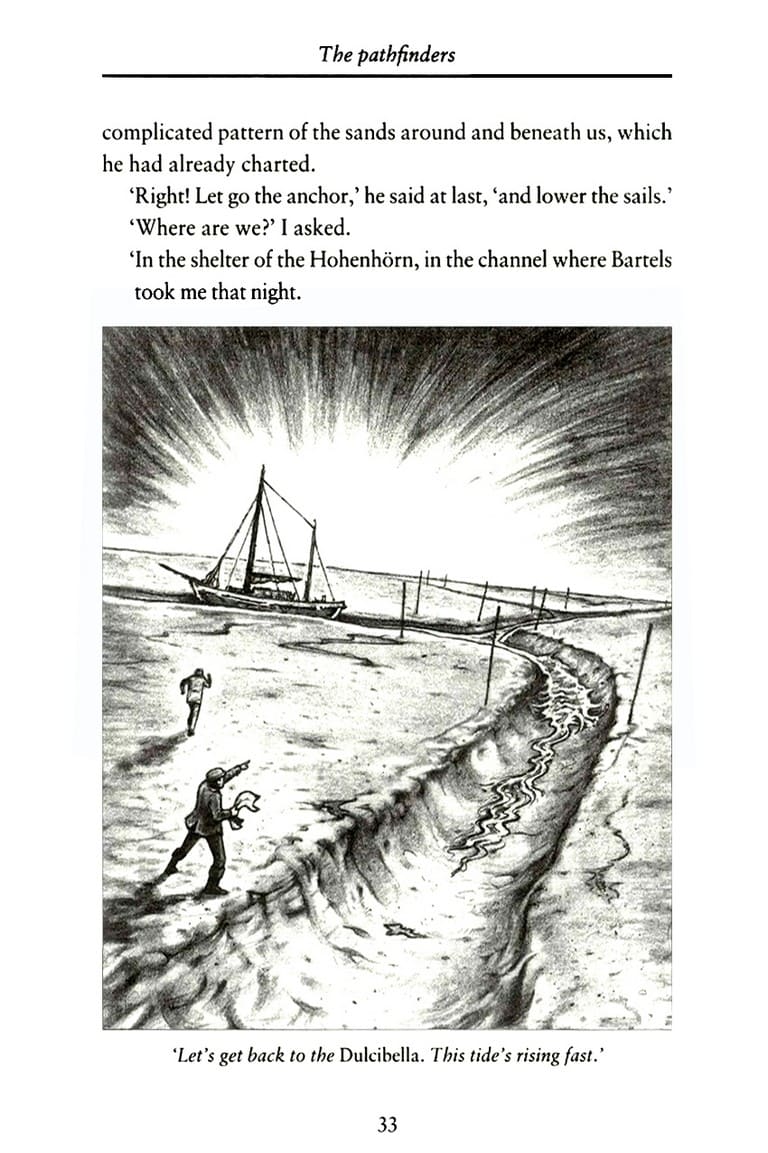 The pathfinders
complicated pattern of the sands around and beneath us, which
he had already charted.
‘Right! Let go the anchor,’ he said at last, ‘and lower the sails.’
‘Where are we?’ I asked.
‘In the shelter of the Hohenhörn, in the channel where Bartels
took me that night.
‘Let’s get back to the Dulcibella. This tide’s rising fast.’
33